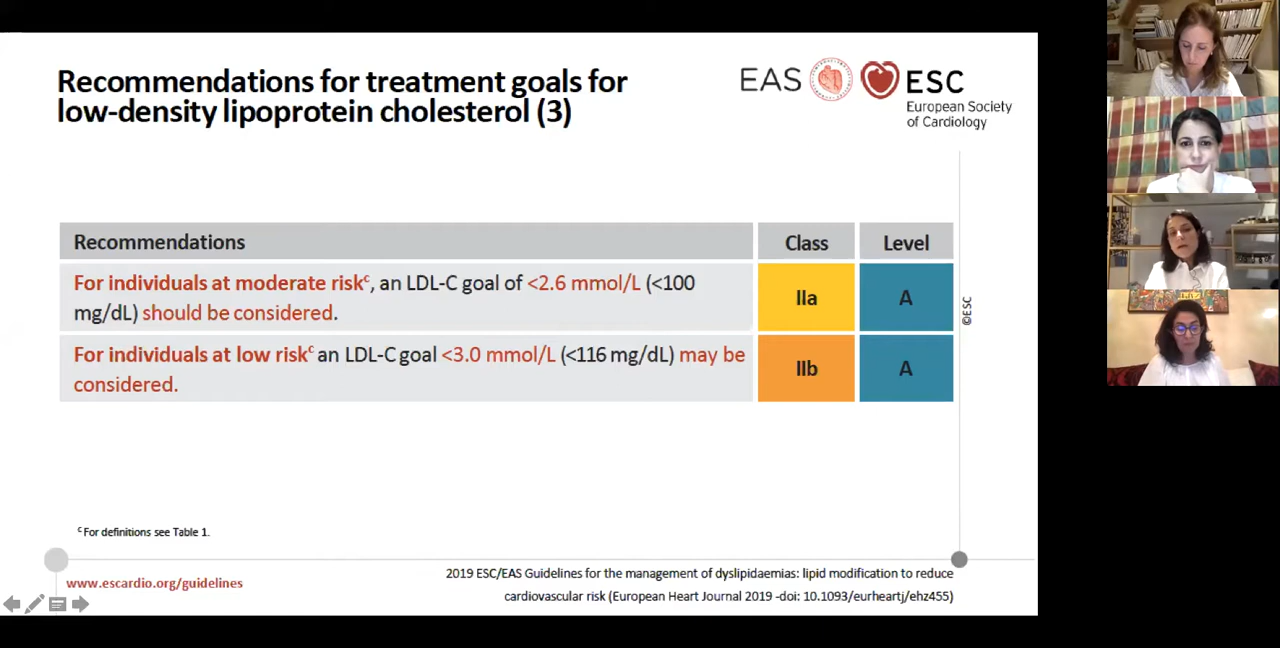 Recommendations for treatment goals for
low-density lipoprotein cholesterol (3)
EAS
ESC
European Society
of Cardiology
Recommendations
Class
Level
For individuals at moderate riskᶜ, an LDL-C goal of <2.6 mmol/L (<100
mg/dL) should be considered.
IIa
A
For individuals at low riskᶜ an LDL-C goal <3.0 mmol/L (<116 mg/dL) may be
considered.
IIb
A
©ESC
ᶜ For definitions see Table 1.
www.escardio.org/guidelines
2019 ESC/EAS Guidelines for the management of dyslipidaemias: lipid modification to reduce
cardiovascular risk (European Heart Journal 2019 -doi: 10.1093/eurheartj/ehz455)